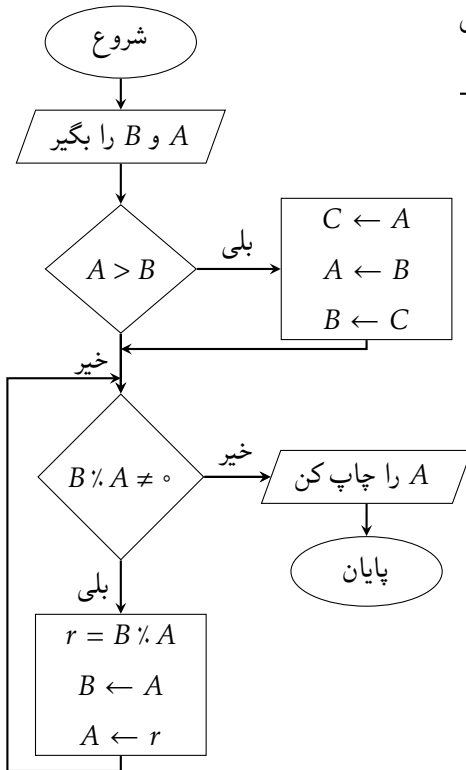 شروع
A و B را بگیر
A > B
بلی
C ← A
A ← B
B ← C
خیر
B ٪ A ≠ ۰
خیر
A را چاپ کن
پایان
بلی
r = B ٪ A
B ← A
A ← r